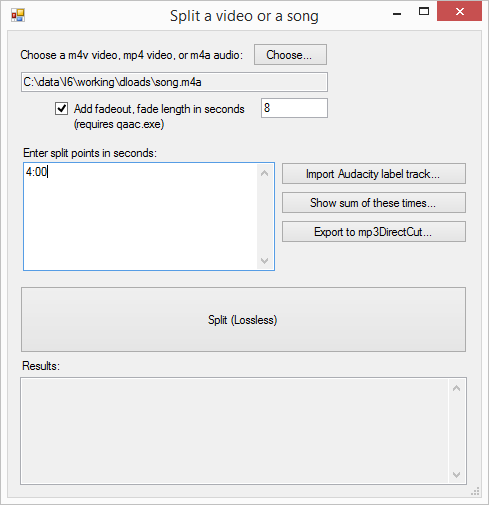 Split a video or a song
Choose a m4v video, mp4 video, or m4a audio:
Choose...
C:\data\l6\working\dloads\song.m4a
Add fadeout, fade length in seconds
(requires qaac.exe)
8
Enter split points in seconds:
4:00
Import Audacity label track...
Show sum of these times...
Export to mp3DirectCut...
Split (Lossless)
Results: